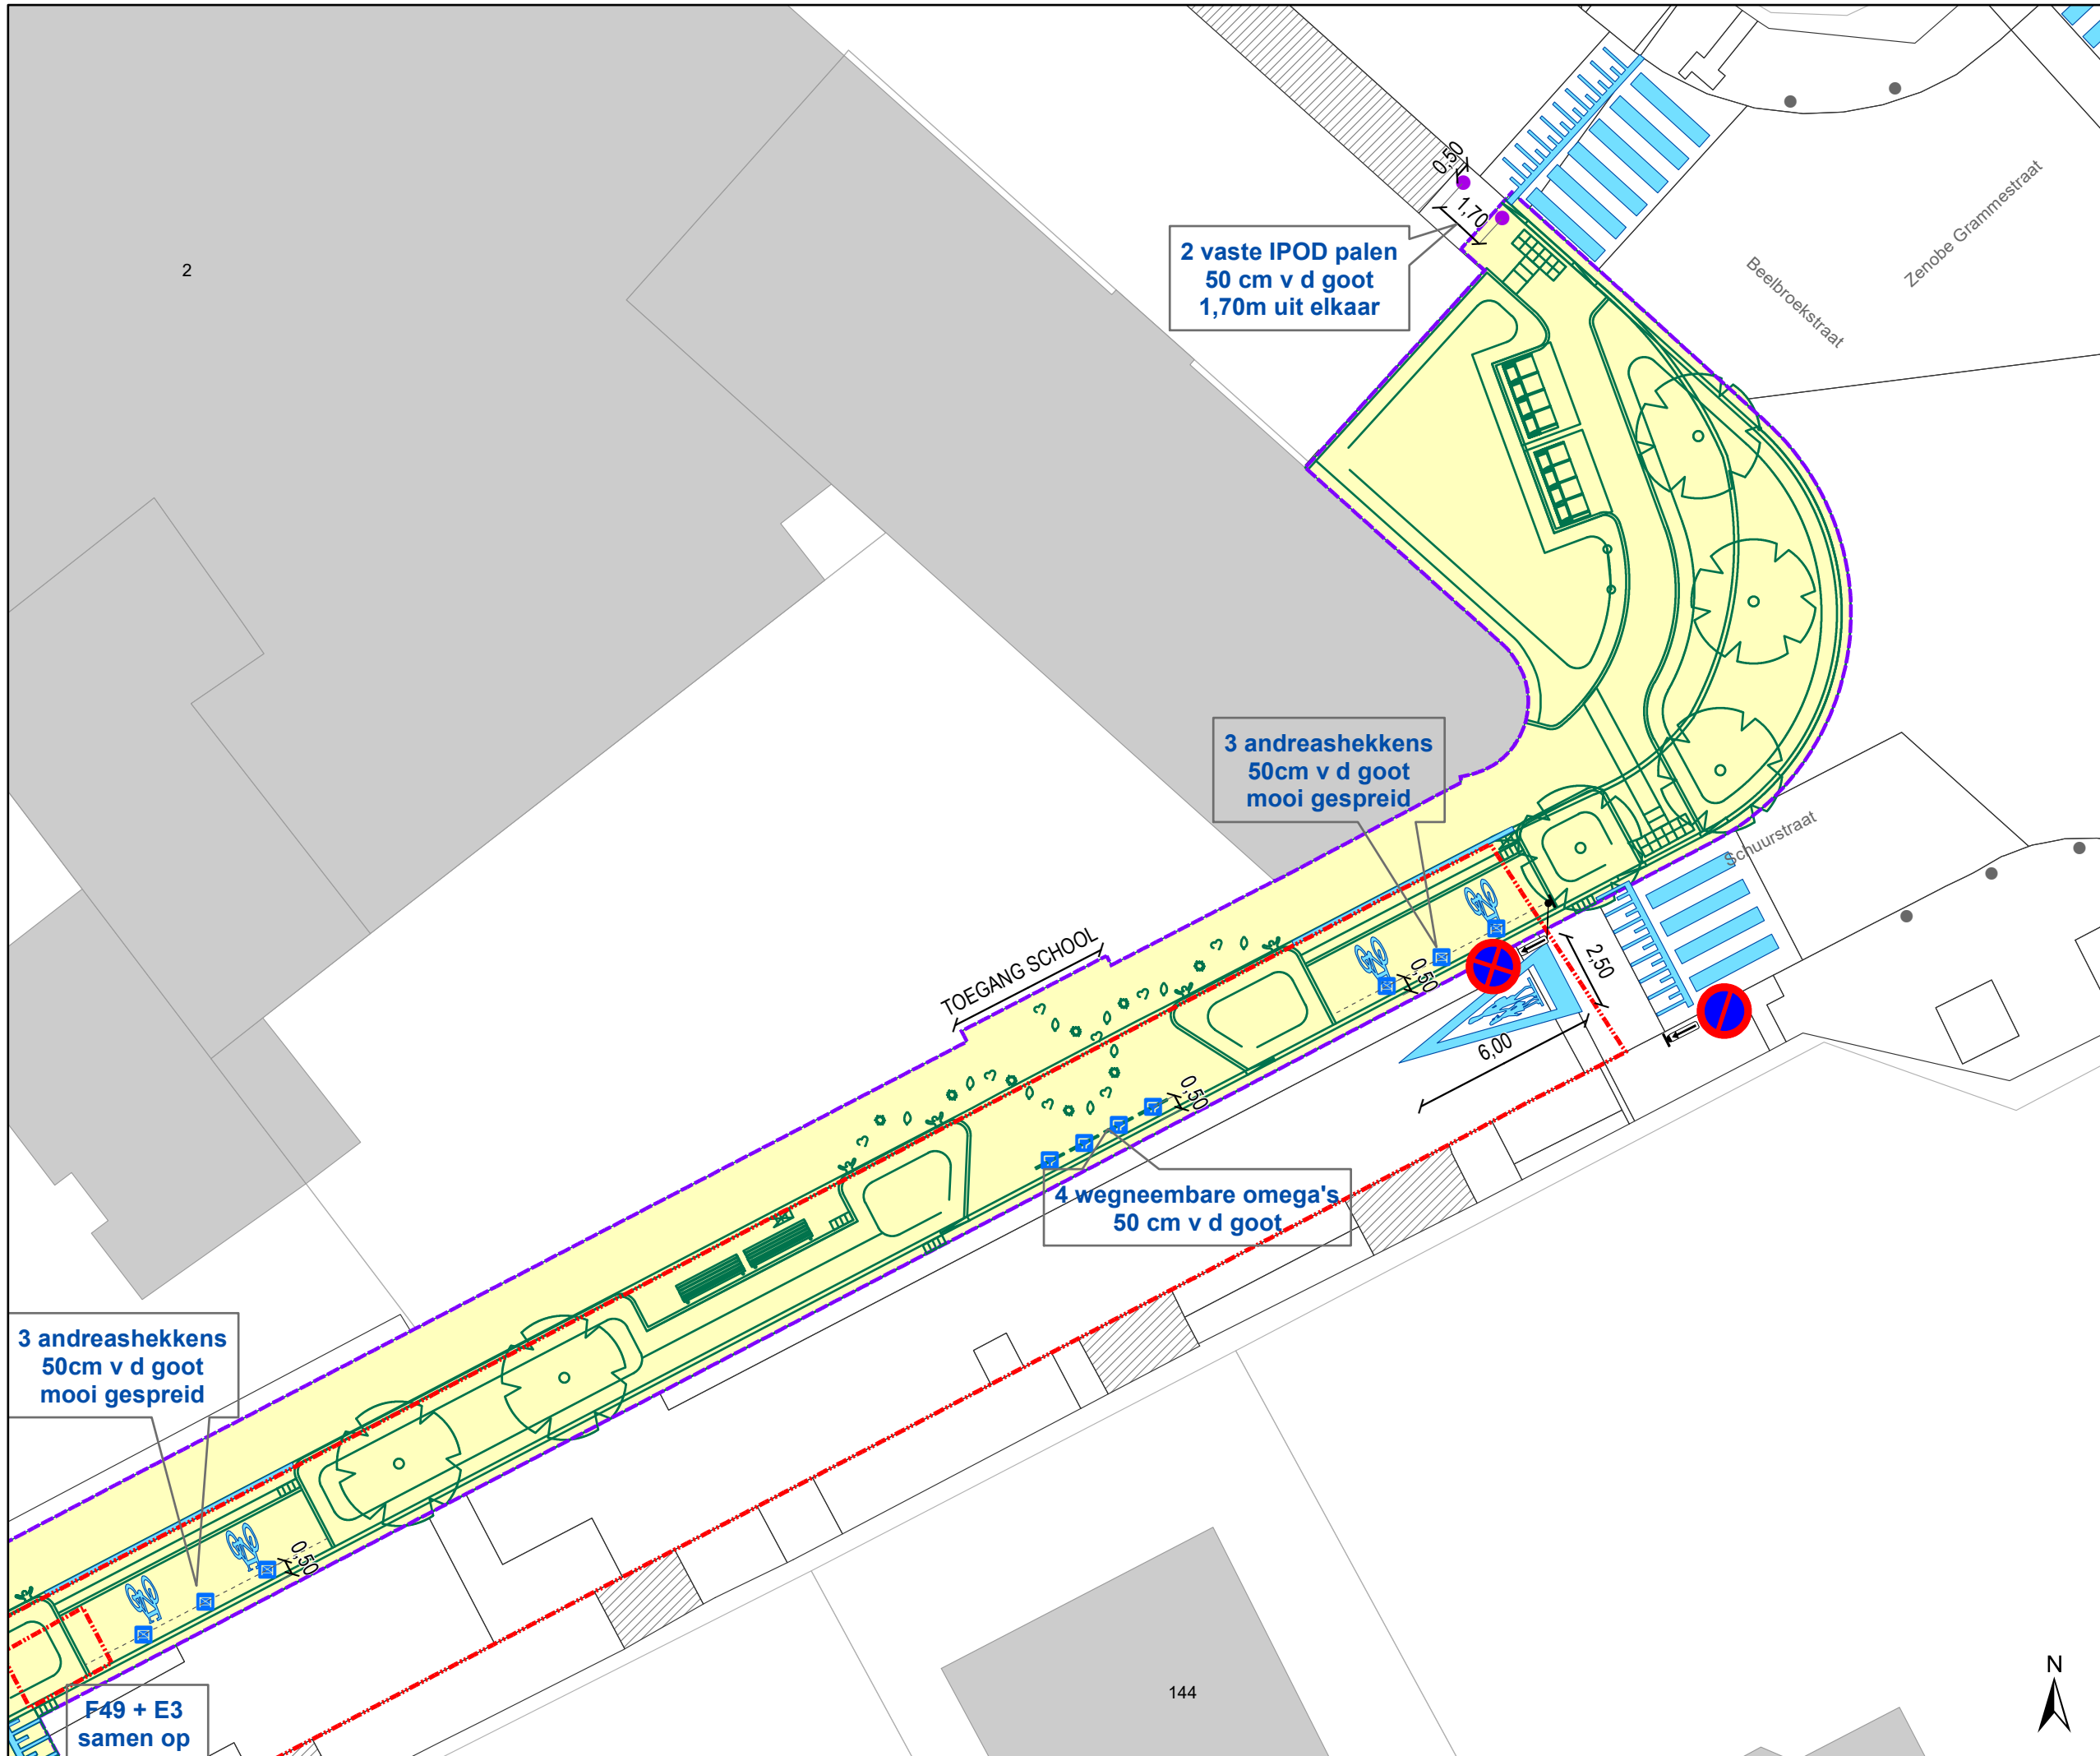 2
0,50
1,70
2 vaste IPOD palen
50 cm v d goot
1,70m uit elkaar
Zenobe Grammestraat
Beelbroekstraat
3 andreashekkens
50cm v d goot
mooi gespreid
Schuurstraat
TOEGANG SCHOOL
0,50
2,50
6,00
0,50
4 wegneembare omega's
50 cm v d goot
3 andreashekkens
50cm v d goot
mooi gespreid
0,50
F49 + E3
samen op
144
N